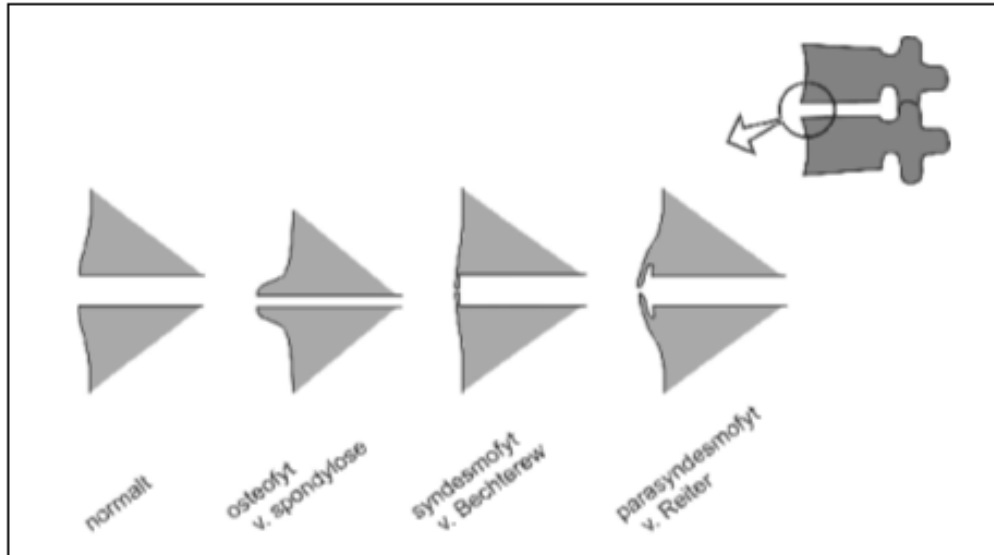 normalt
osteofyt
v. spondylose
syndesmofyt
v. Bechterew
parasyndesmofyt
v. Reiter